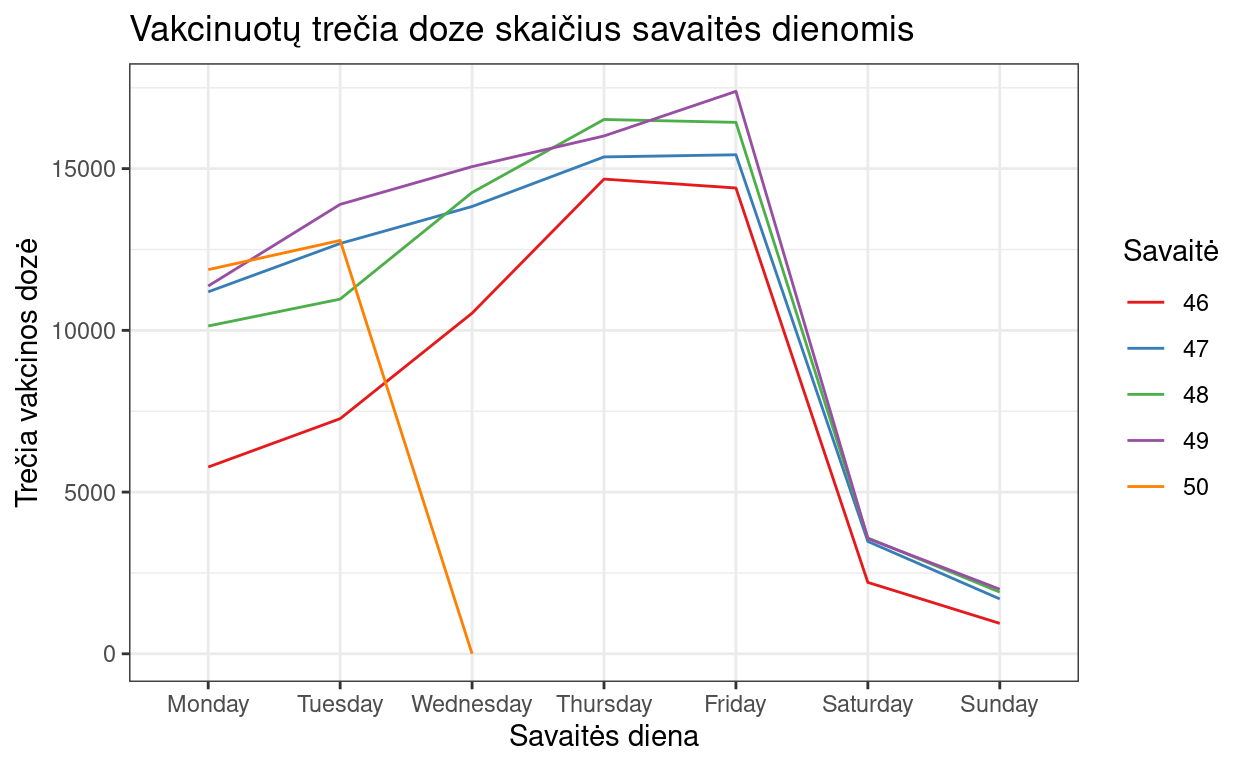 Vakcinuotų trečia doze skaičius savaitės dienomis
Trečia vakcinos dozė
15000
10000
5000
0
Monday Tuesday Wednesday Thursday Friday Saturday Sunday
Savaitės diena
Savaitė
46
47
48
49
50